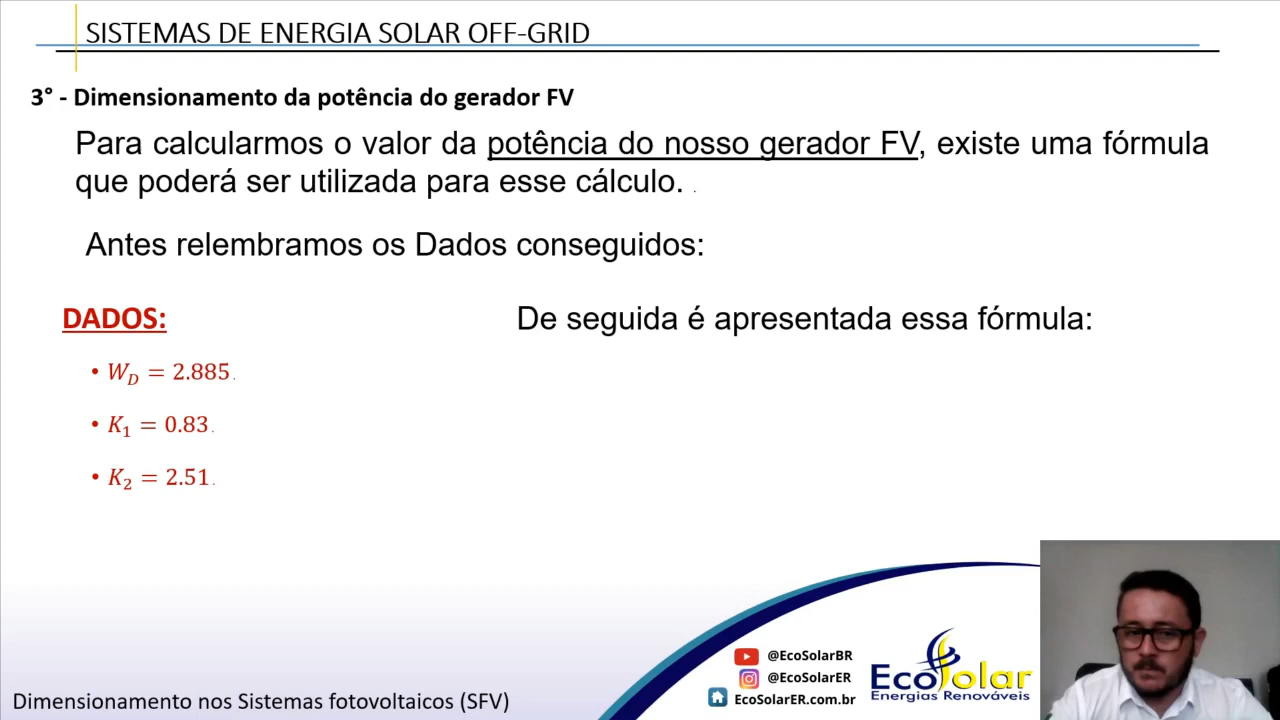 SISTEMAS DE ENERGIA SOLAR OFF-GRID
3° - Dimensionamento da potência do gerador FV
Para calcularmos o valor da potência do nosso gerador FV, existe uma fórmula
que poderá ser utilizada para esse cálculo.
Antes relembramos os Dados conseguidos:
DADOS:
De seguida é apresentada essa fórmula:
• W_D = 2.885
• K_1 = 0.83
• K_2 = 2.51
@EcoSolarBR
@EcoSolarER
EcoSolarER.com.br
EcoSolar
Energias Renováveis
Dimensionamento nos Sistemas fotovoltaicos (SFV)